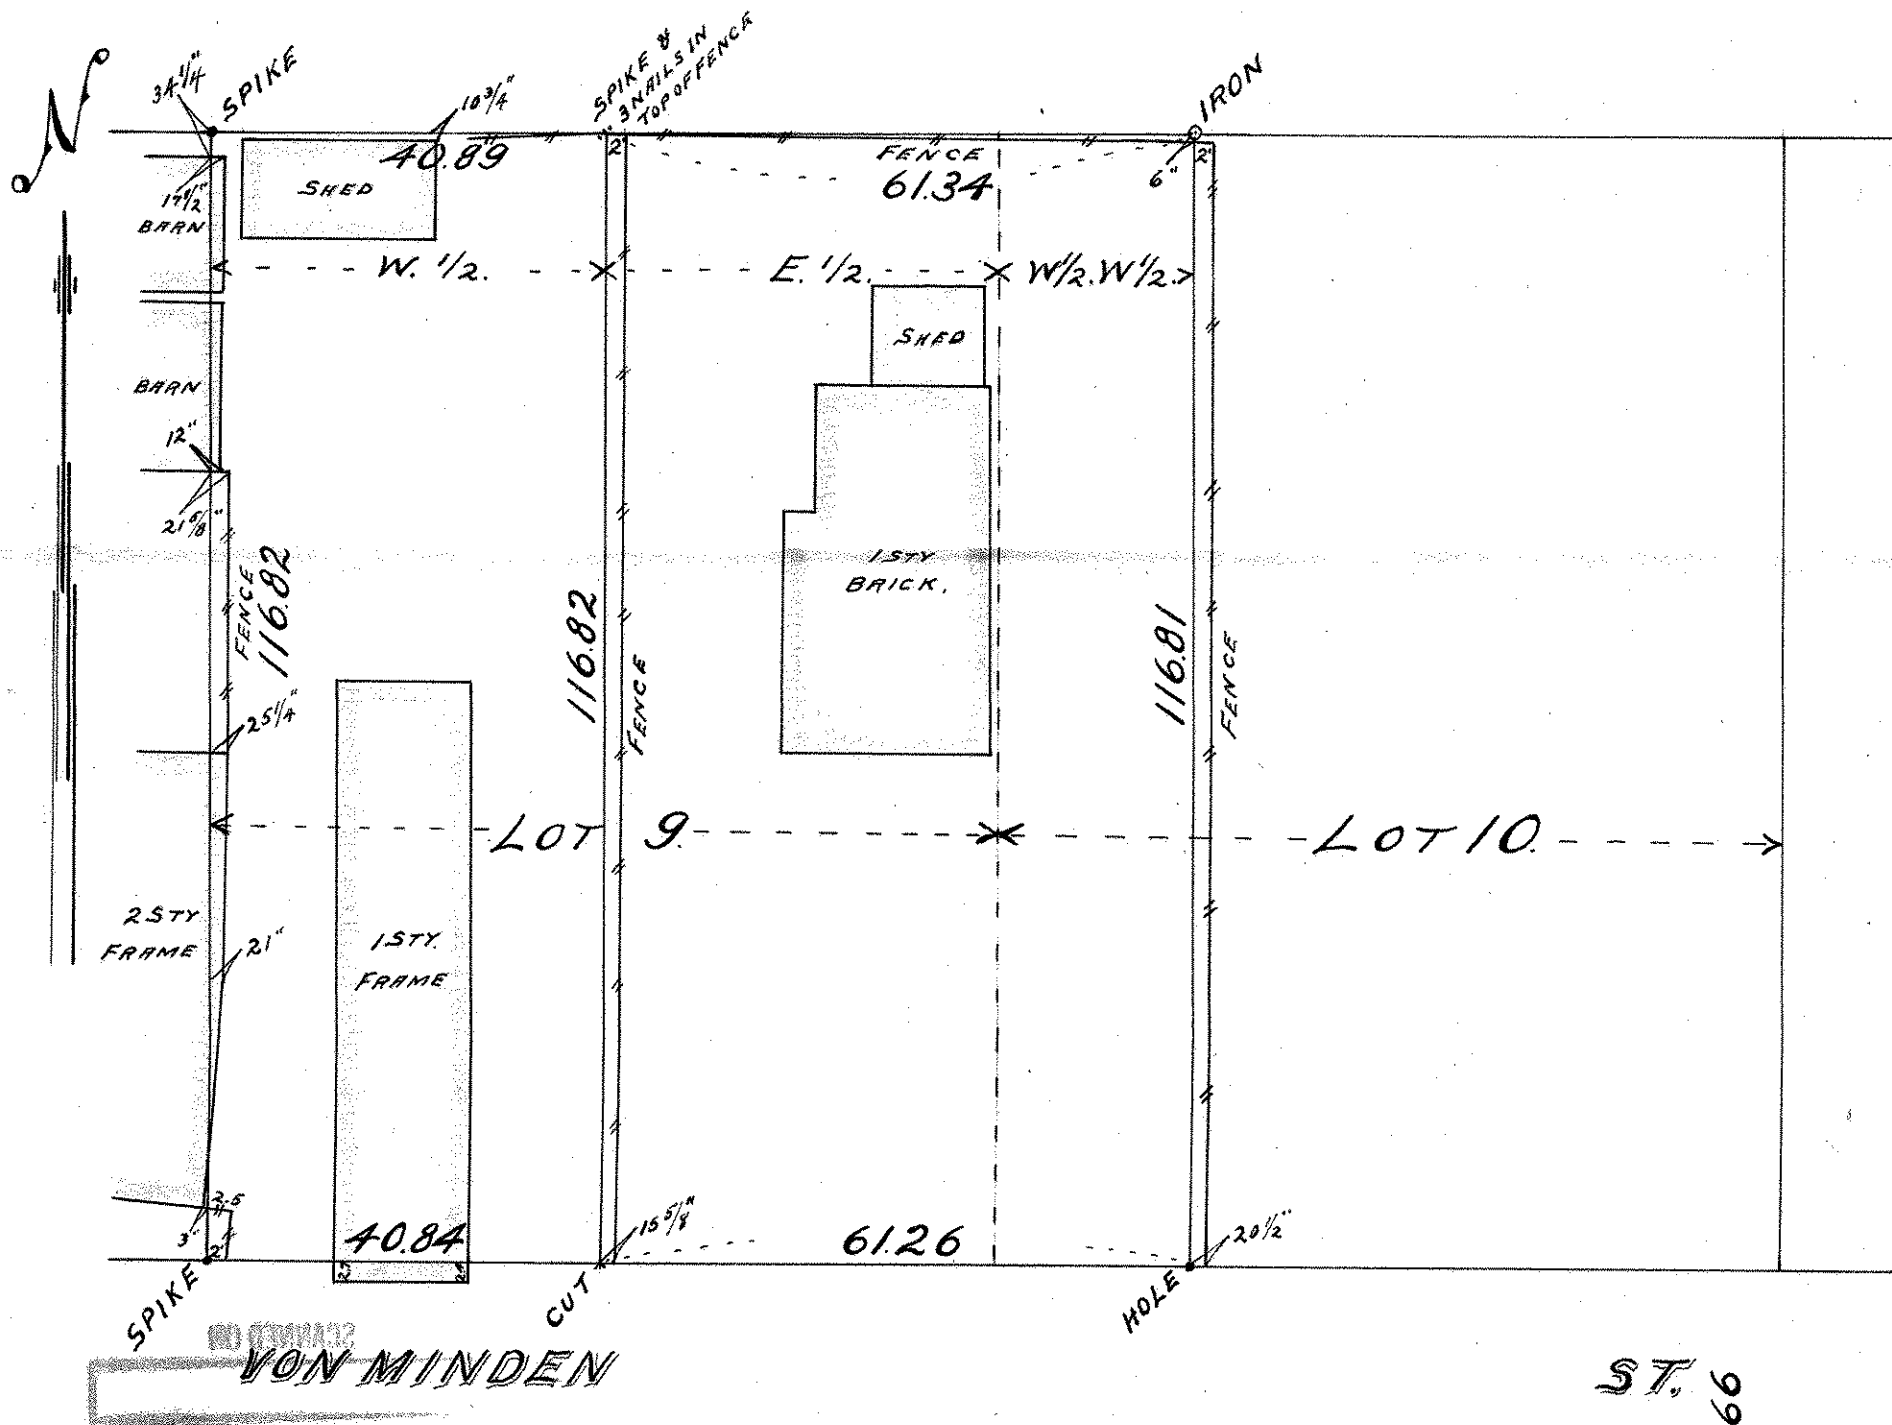 N
34 1/4"
SPIKE
10 3/4"
SPIKE &
3 NAILS IN
TOP OF FENCE
IRON
40.89
2'
FENCE
61.34
6"
2'
SHED
17 1/2"
BARN
W. 1/2.
E. 1/2.
W 1/2. W 1/2.
SHED
BARN
12"
21 5/8"
FENCE
116.82
1 STY
BRICK.
116.82
FENCE
116.81
FENCE
25 1/4"
LOT 9.
LOT 10.
2 STY
FRAME
21"
1 STY.
FRAME
2.5
3"
2'
40.84
15 5/8"
61.26
20 1/2"
SPIKE
CUT
HOLE
SCANNED
VON MINDEN
ST.
66